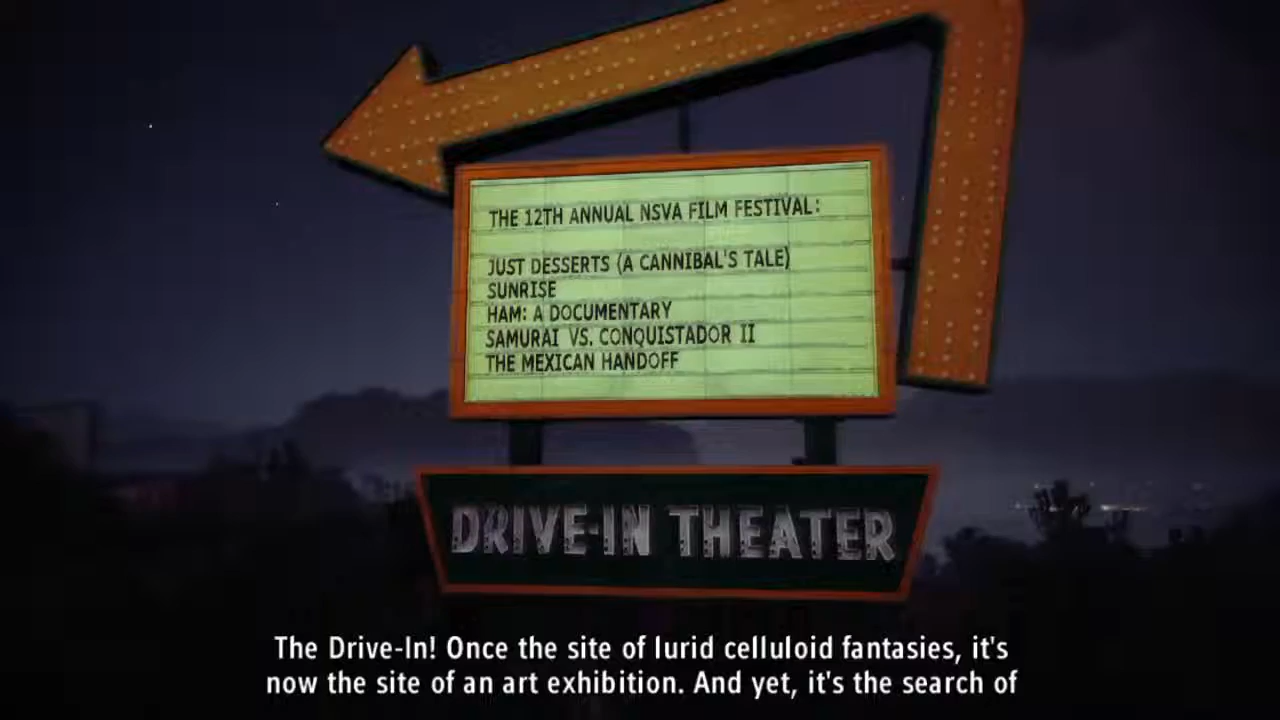 THE 12TH ANNUAL NSVA FILM FESTIVAL:
JUST DESSERTS (A CANNIBAL'S TALE)
SUNRISE
HAM: A DOCUMENTARY
SAMURAI VS. CONQUISTADOR II
THE MEXICAN HANDOFF
DRIVE-IN THEATER
The Drive-In! Once the site of lurid celluloid fantasies, it's
now the site of an art exhibition. And yet, it's the search of